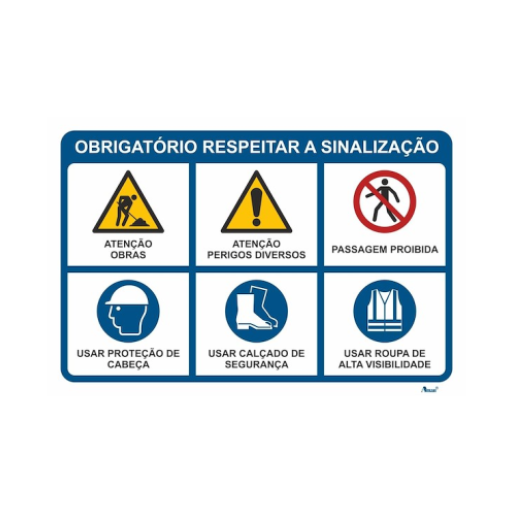 OBRIGATÓRIO RESPEITAR A SINALIZAÇÃO
ATENÇÃO
OBRAS
ATENÇÃO
PERIGOS DIVERSOS
PASSAGEM PROIBIDA
USAR PROTEÇÃO DE
CABEÇA
USAR CALÇADO DE
SEGURANÇA
USAR ROUPA DE
ALTA VISIBILIDADE